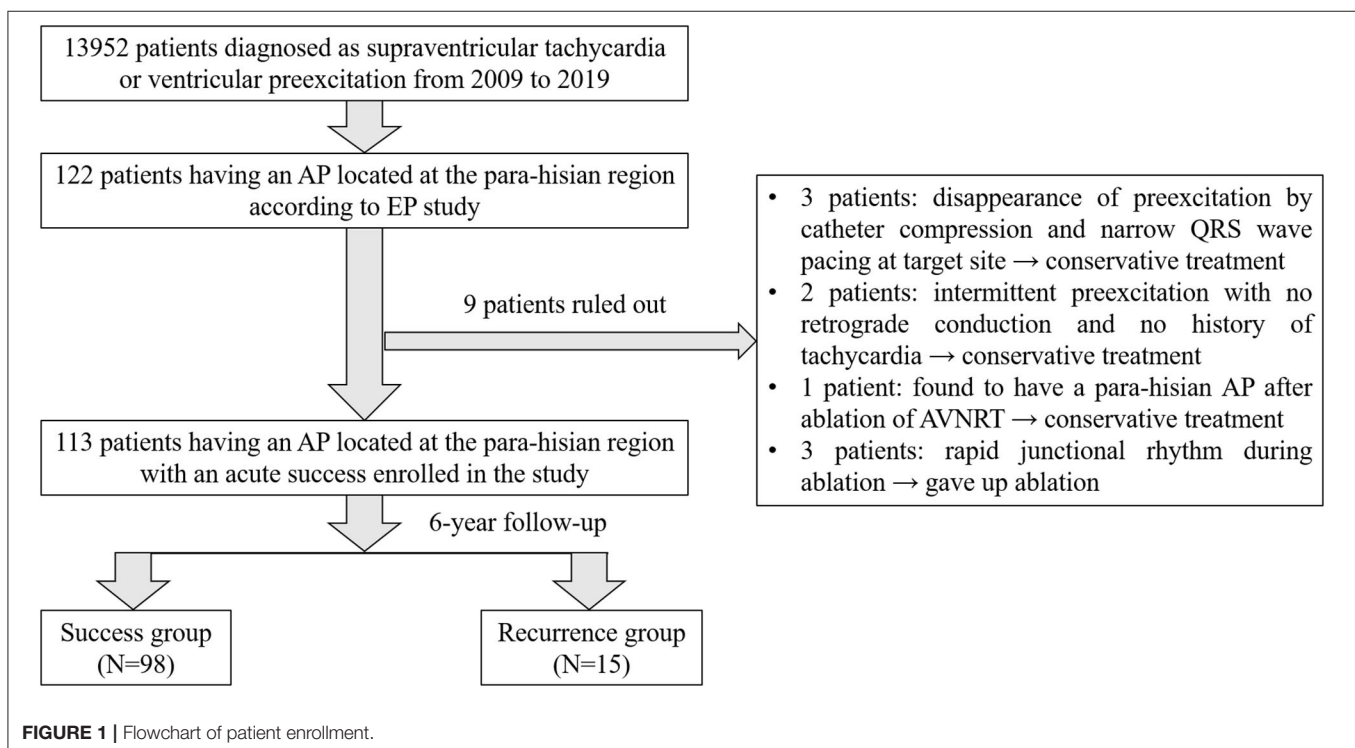 13952 patients diagnosed as supraventricular tachycardia
or ventricular preexcitation from 2009 to 2019
122 patients having an AP located at the para-hisian region
according to EP study
9 patients ruled out
• 3 patients: disappearance of preexcitation by
catheter compression and narrow QRS wave
pacing at target site → conservative treatment
• 2 patients: intermittent preexcitation with no
retrograde conduction and no history of
tachycardia → conservative treatment
• 1 patient: found to have a para-hisian AP after
ablation of AVNRT → conservative treatment
• 3 patients: rapid junctional rhythm during
ablation → gave up ablation
113 patients having an AP located at the para-hisian region
with an acute success enrolled in the study
6-year follow-up
Success group
(N=98)
Recurrence group
(N=15)
FIGURE 1 | Flowchart of patient enrollment.